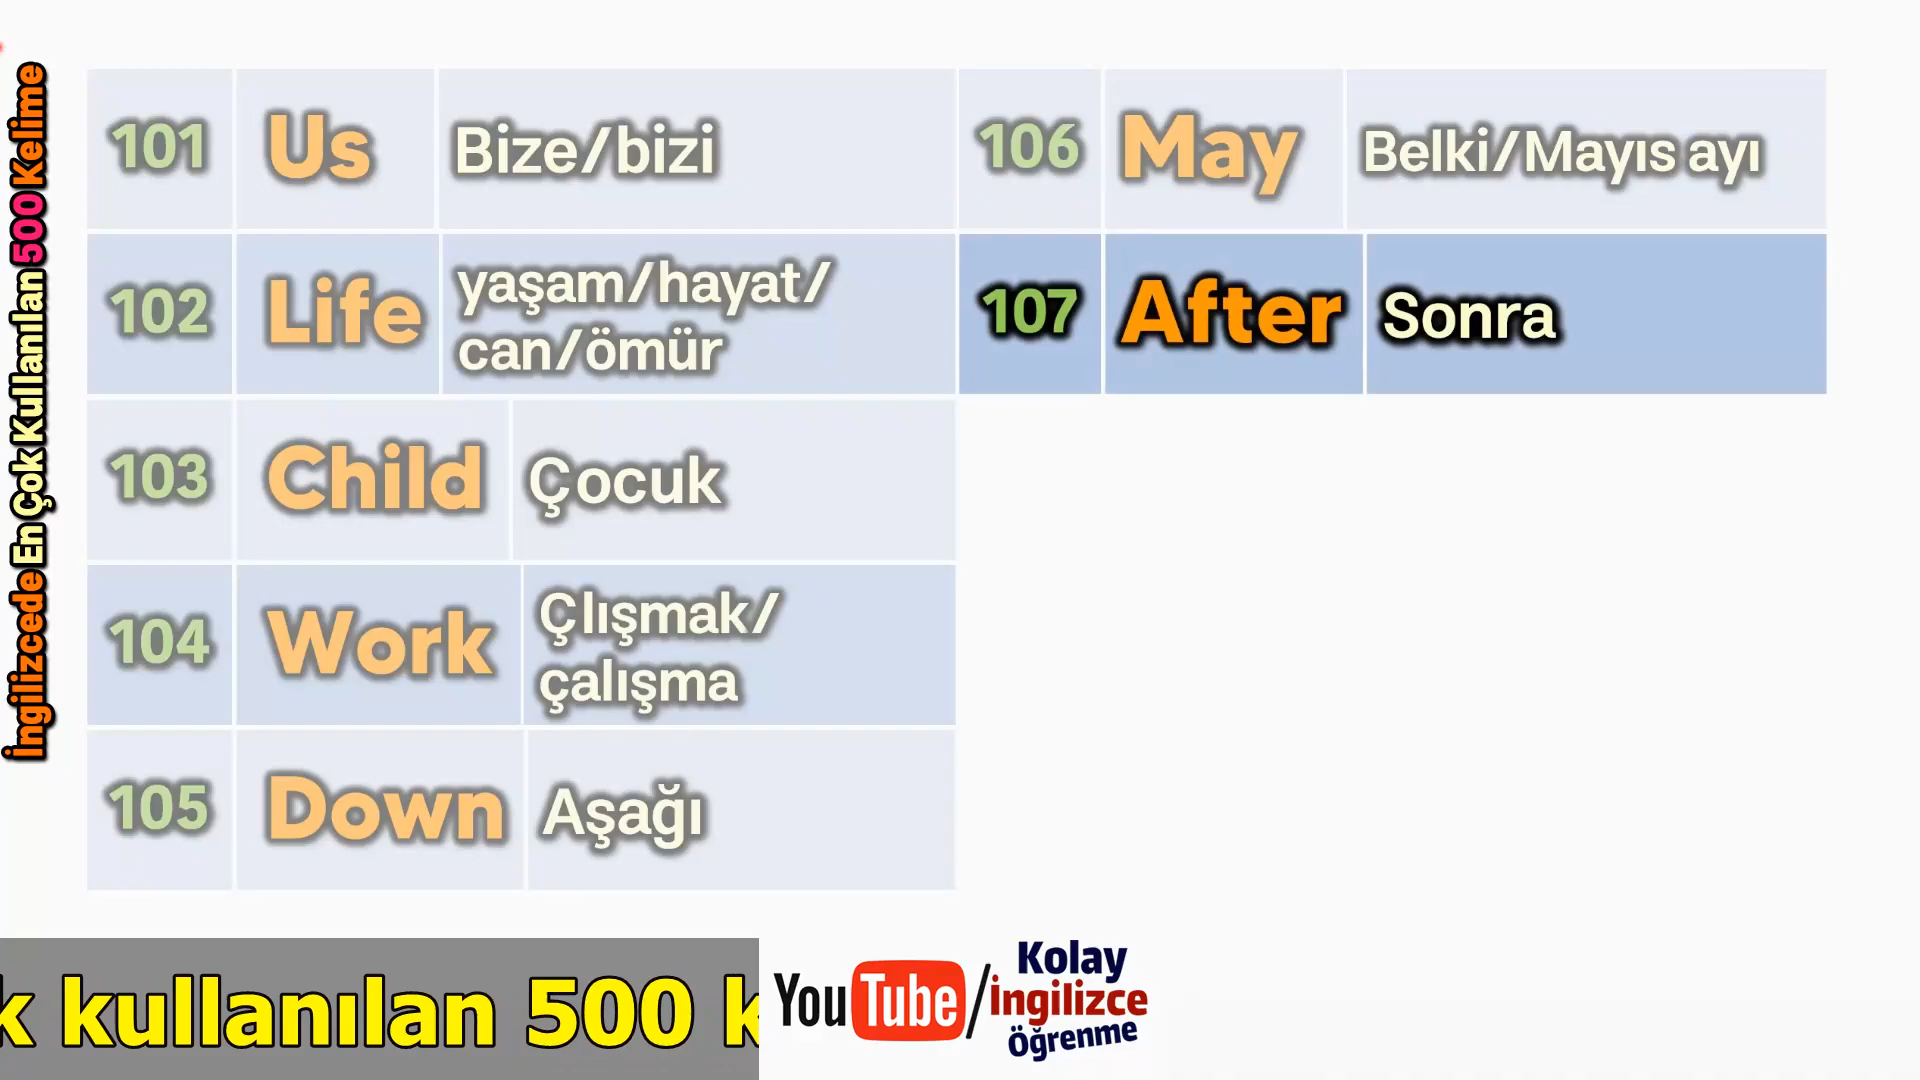 İngilizcede En Çok Kullanılan 500 Kelime
101 Us Bize/bizi
102 Life yaşam/hayat/
can/ömür
103 Child Çocuk
104 Work Çlışmak/
çalışma
105 Down Aşağı
106 May Belki/Mayıs ayı
107 After Sonra
k kullanılan 500 k
YouTube/
Kolay
İngilizce
Öğrenme